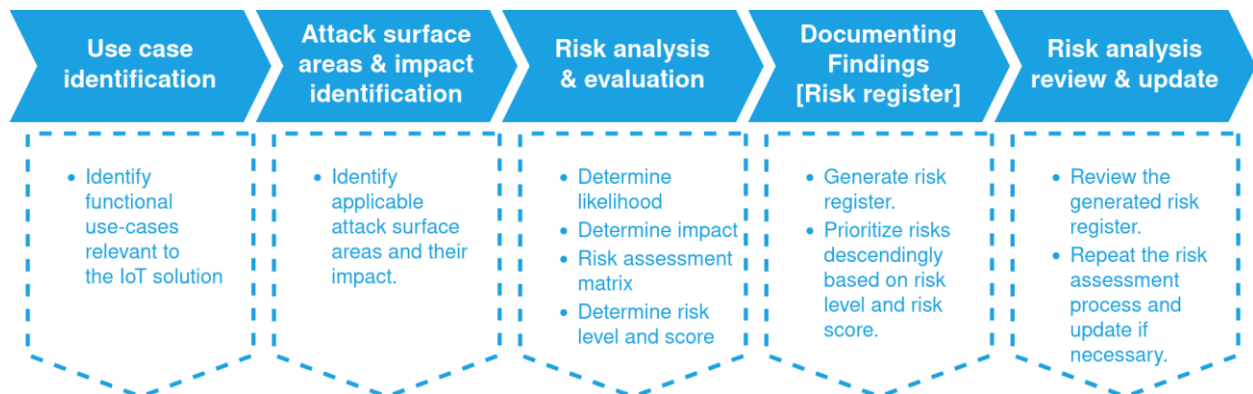 Use case
identification
Attack surface
areas & impact
identification
Risk analysis
& evaluation
Documenting
Findings
[Risk register]
Risk analysis
review & update
• Identify
functional
use-cases
relevant to
the IoT solution
• Identify
applicable
attack surface
areas and their
impact.
• Determine
likelihood
• Determine impact
• Risk assessment
matrix
• Determine risk
level and score
• Generate risk
register.
• Prioritize risks
descendingly
based on risk
level and risk
score.
• Review the
generated risk
register.
• Repeat the risk
assessment
process and
update if
necessary.